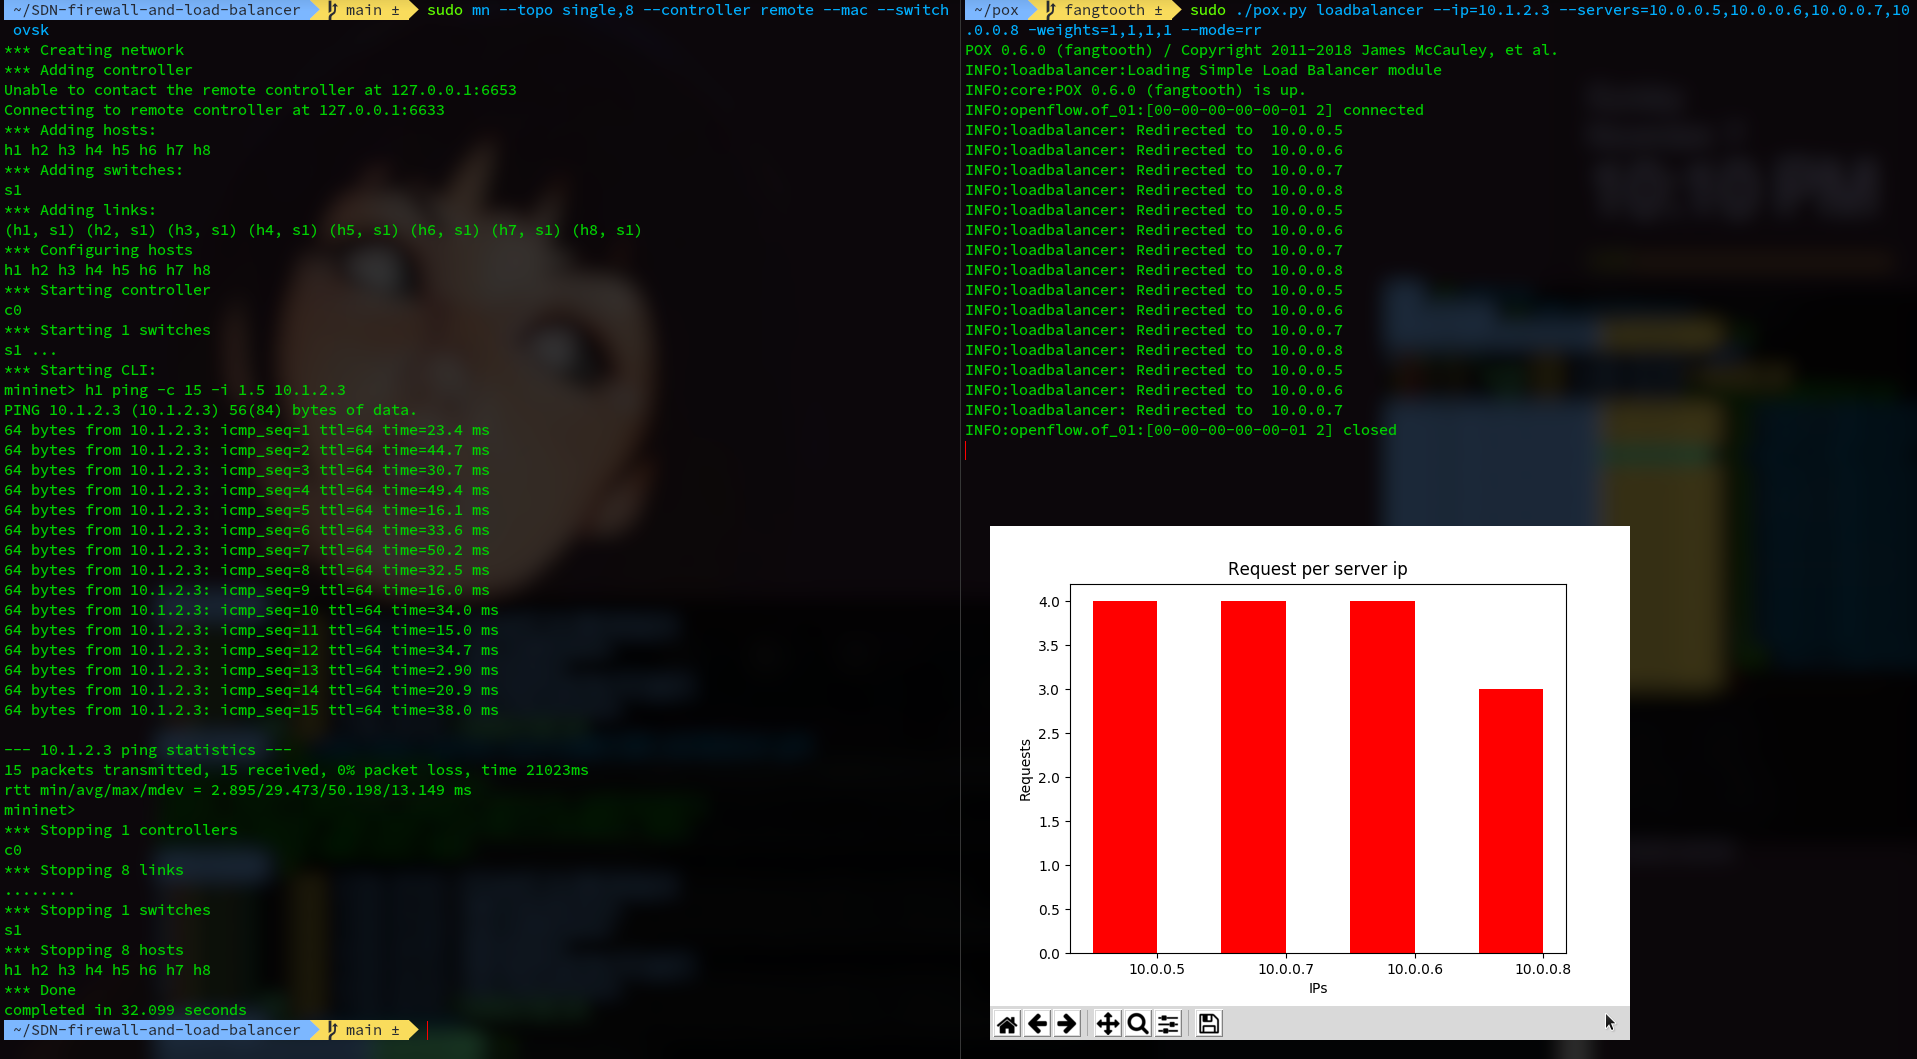 ~/SDN-firewall-and-load-balancer main ± sudo mn --topo single,8 --controller remote --mac --switch
ovsk
*** Creating network
*** Adding controller
Unable to contact the remote controller at 127.0.0.1:6653
Connecting to remote controller at 127.0.0.1:6633
*** Adding hosts:
h1 h2 h3 h4 h5 h6 h7 h8
*** Adding switches:
s1
*** Adding links:
(h1, s1) (h2, s1) (h3, s1) (h4, s1) (h5, s1) (h6, s1) (h7, s1) (h8, s1)
*** Configuring hosts
h1 h2 h3 h4 h5 h6 h7 h8
*** Starting controller
c0
*** Starting 1 switches
s1 ...
*** Starting CLI:
mininet> h1 ping -c 15 -i 1.5 10.1.2.3
PING 10.1.2.3 (10.1.2.3) 56(84) bytes of data.
64 bytes from 10.1.2.3: icmp_seq=1 ttl=64 time=23.4 ms
64 bytes from 10.1.2.3: icmp_seq=2 ttl=64 time=44.7 ms
64 bytes from 10.1.2.3: icmp_seq=3 ttl=64 time=30.7 ms
64 bytes from 10.1.2.3: icmp_seq=4 ttl=64 time=49.4 ms
64 bytes from 10.1.2.3: icmp_seq=5 ttl=64 time=16.1 ms
64 bytes from 10.1.2.3: icmp_seq=6 ttl=64 time=33.6 ms
64 bytes from 10.1.2.3: icmp_seq=7 ttl=64 time=50.2 ms
64 bytes from 10.1.2.3: icmp_seq=8 ttl=64 time=32.5 ms
64 bytes from 10.1.2.3: icmp_seq=9 ttl=64 time=16.0 ms
64 bytes from 10.1.2.3: icmp_seq=10 ttl=64 time=34.0 ms
64 bytes from 10.1.2.3: icmp_seq=11 ttl=64 time=15.0 ms
64 bytes from 10.1.2.3: icmp_seq=12 ttl=64 time=34.7 ms
64 bytes from 10.1.2.3: icmp_seq=13 ttl=64 time=2.90 ms
64 bytes from 10.1.2.3: icmp_seq=14 ttl=64 time=20.9 ms
64 bytes from 10.1.2.3: icmp_seq=15 ttl=64 time=38.0 ms
--- 10.1.2.3 ping statistics ---
15 packets transmitted, 15 received, 0% packet loss, time 21023ms
rtt min/avg/max/mdev = 2.895/29.473/50.198/13.149 ms
mininet>
*** Stopping 1 controllers
c0
*** Stopping 8 links
........
*** Stopping 1 switches
s1
*** Stopping 8 hosts
h1 h2 h3 h4 h5 h6 h7 h8
*** Done
completed in 32.099 seconds
~/SDN-firewall-and-load-balancer main ±
~/pox fangtooth ± sudo ./pox.py loadbalancer --ip=10.1.2.3 --servers=10.0.0.5,10.0.0.6,10.0.0.7,10
.0.0.8 -weights=1,1,1,1 --mode=rr
POX 0.6.0 (fangtooth) / Copyright 2011-2018 James McCauley, et al.
INFO:loadbalancer:Loading Simple Load Balancer module
INFO:core:POX 0.6.0 (fangtooth) is up.
INFO:openflow.of_01:[00-00-00-00-00-01 2] connected
INFO:loadbalancer: Redirected to  10.0.0.5
INFO:loadbalancer: Redirected to  10.0.0.6
INFO:loadbalancer: Redirected to  10.0.0.7
INFO:loadbalancer: Redirected to  10.0.0.8
INFO:loadbalancer: Redirected to  10.0.0.5
INFO:loadbalancer: Redirected to  10.0.0.6
INFO:loadbalancer: Redirected to  10.0.0.7
INFO:loadbalancer: Redirected to  10.0.0.8
INFO:loadbalancer: Redirected to  10.0.0.5
INFO:loadbalancer: Redirected to  10.0.0.6
INFO:loadbalancer: Redirected to  10.0.0.7
INFO:loadbalancer: Redirected to  10.0.0.8
INFO:loadbalancer: Redirected to  10.0.0.5
INFO:loadbalancer: Redirected to  10.0.0.6
INFO:loadbalancer: Redirected to  10.0.0.7
INFO:openflow.of_01:[00-00-00-00-00-01 2] closed
Request per server ip
4.0
3.5
3.0
2.5
2.0
1.5
1.0
0.5
0.0
Requests
10.0.0.5 10.0.0.7 10.0.0.6 10.0.0.8
IPs